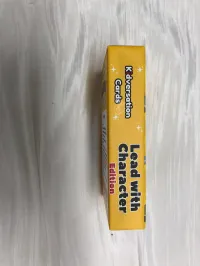 Kidversation
Cards
Lead with
Character
Edition